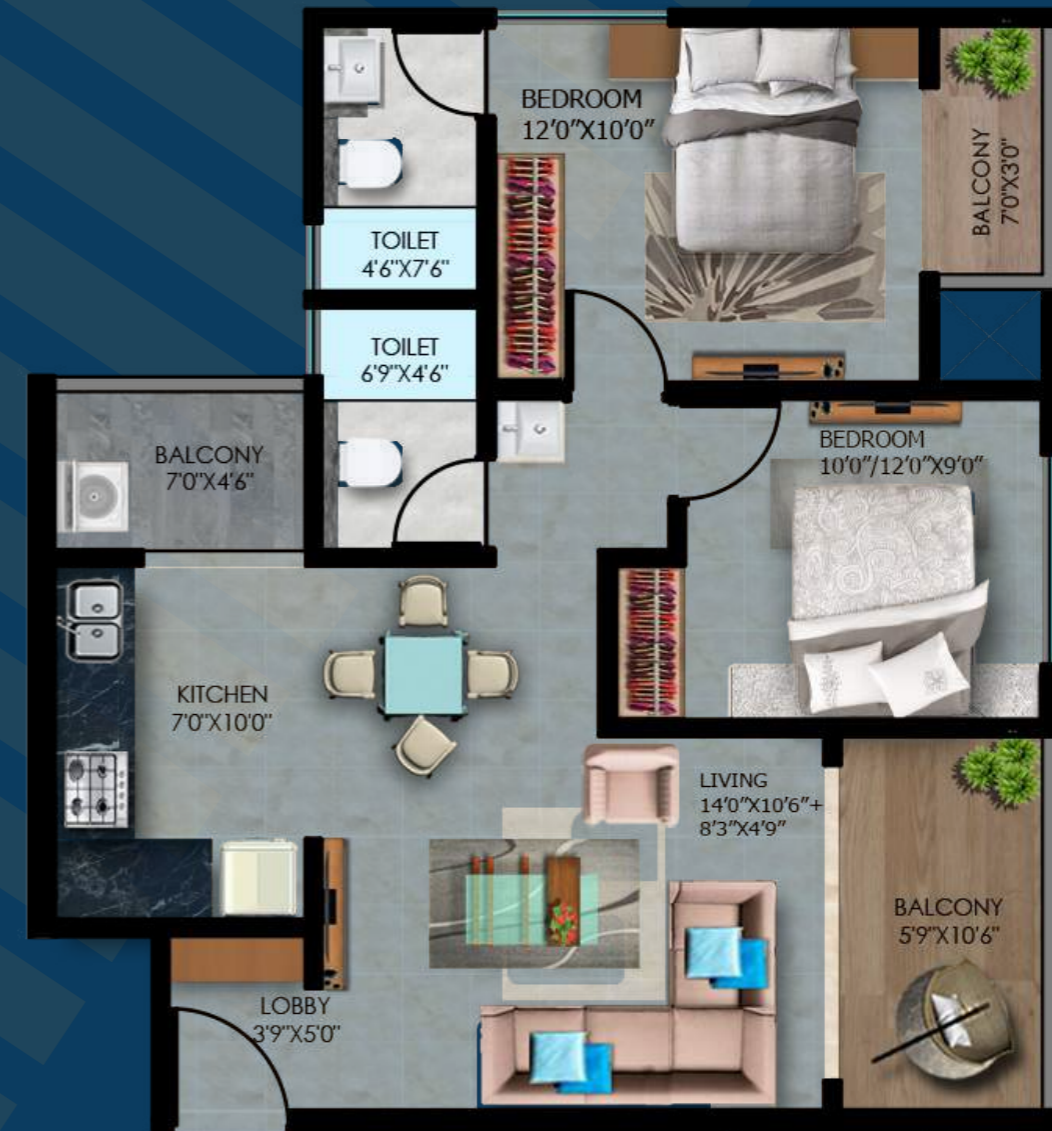 BEDROOM
12'0"X10'0"
BALCONY
7'0"X3'0"
TOILET
4'6"X7'6"
TOILET
6'9"X4'6"
BALCONY
7'0"X4'6"
BEDROOM
10'0"/12'0"X9'0"
KITCHEN
7'0"X10'0"
LIVING
14'0"X10'6"+
8'3"X4'9"
BALCONY
5'9"X10'6"
LOBBY
3'9"X5'0"